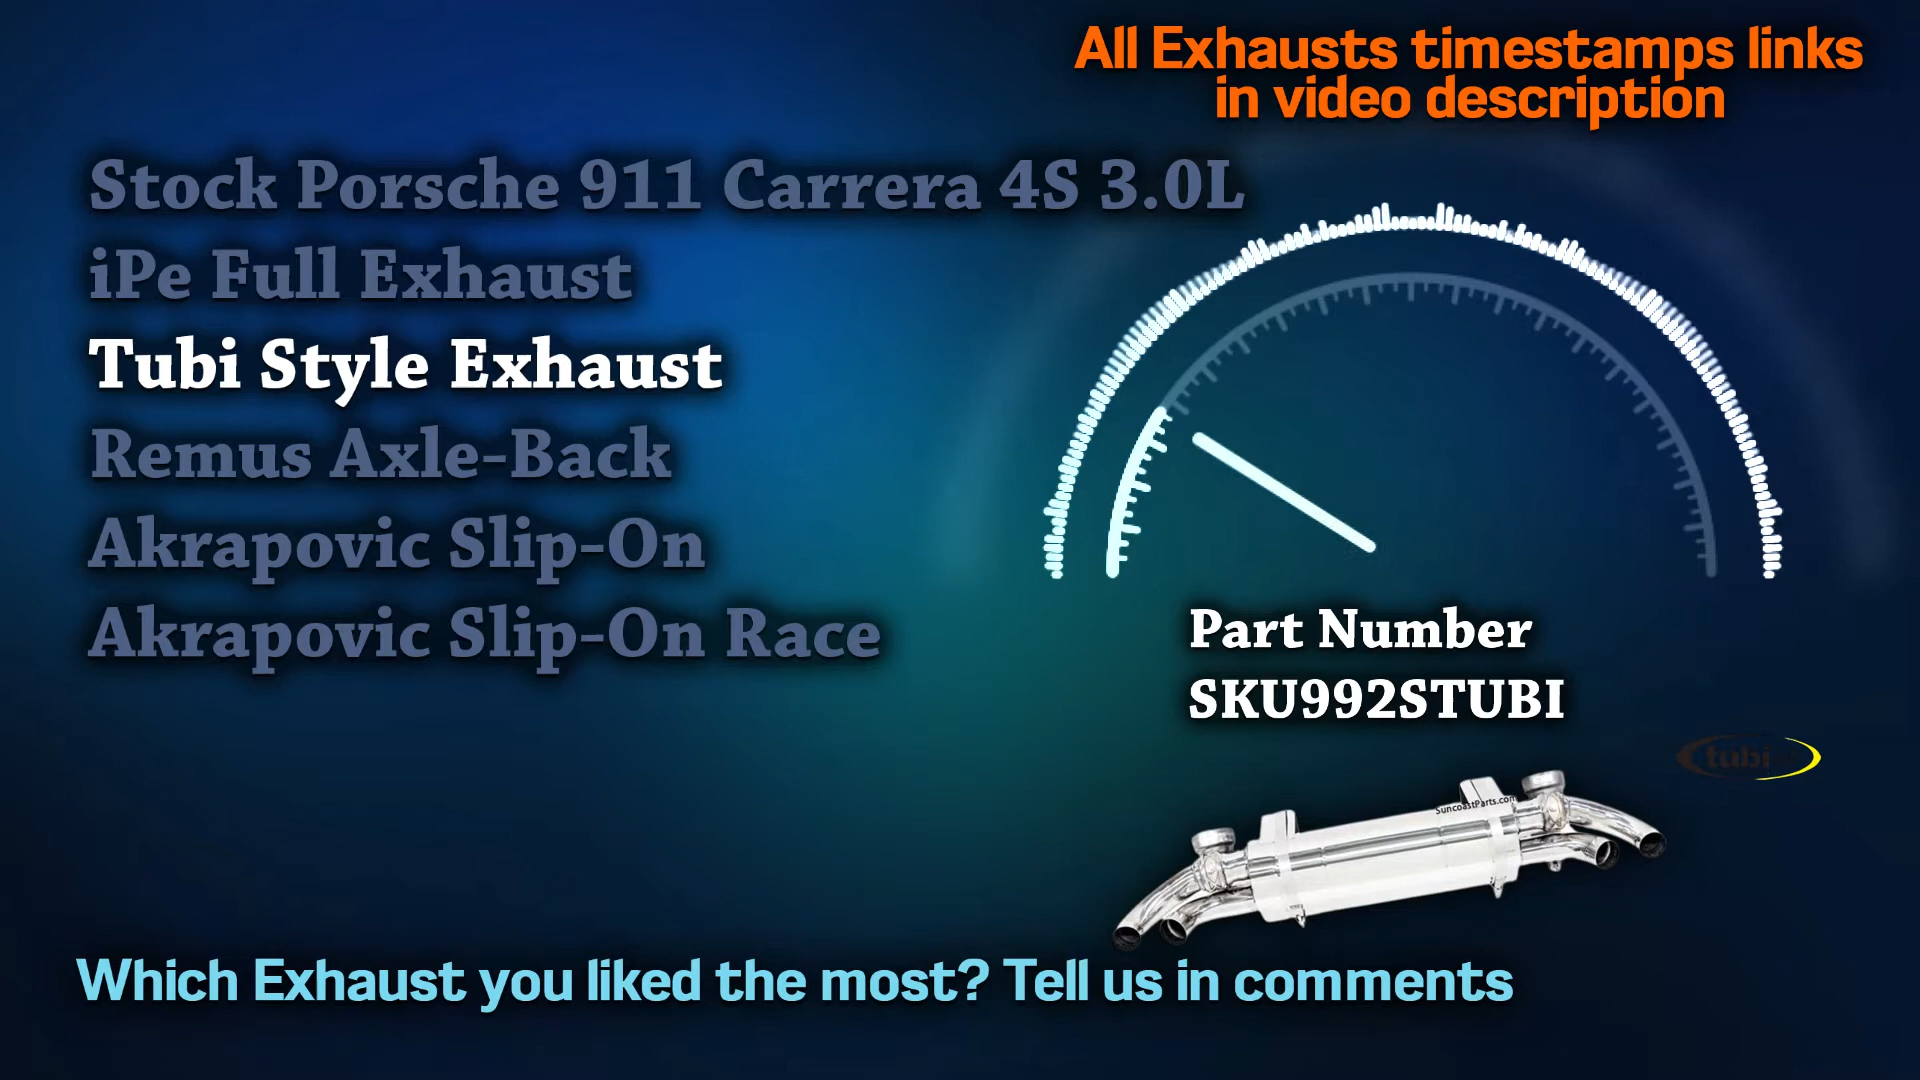 All Exhausts timestamps links
in video description
Stock Porsche 911 Carrera 4S 3.0L
iPe Full Exhaust
Tubi Style Exhaust
Remus Axle-Back
Akrapovic Slip-On
Akrapovic Slip-On Race
Part Number
SKU992STUBI
tubi
SuncoastParts.com
Which Exhaust you liked the most? Tell us in comments